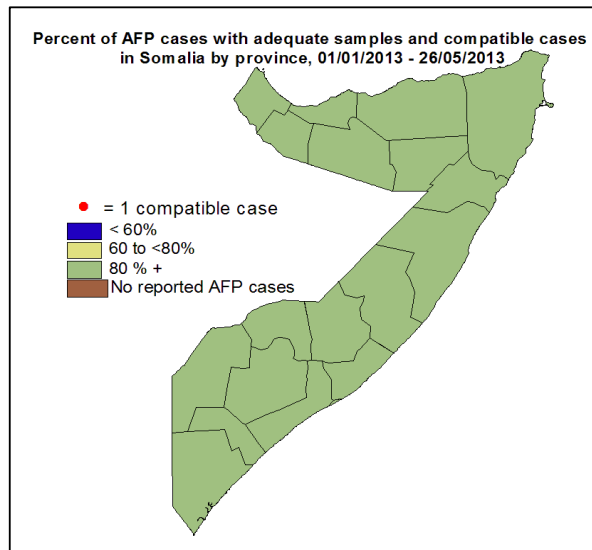 Percent of AFP cases with adequate samples and compatible cases
in Somalia by province, 01/01/2013 - 26/05/2013
= 1 compatible case
< 60%
60 to <80%
80 % +
No reported AFP cases